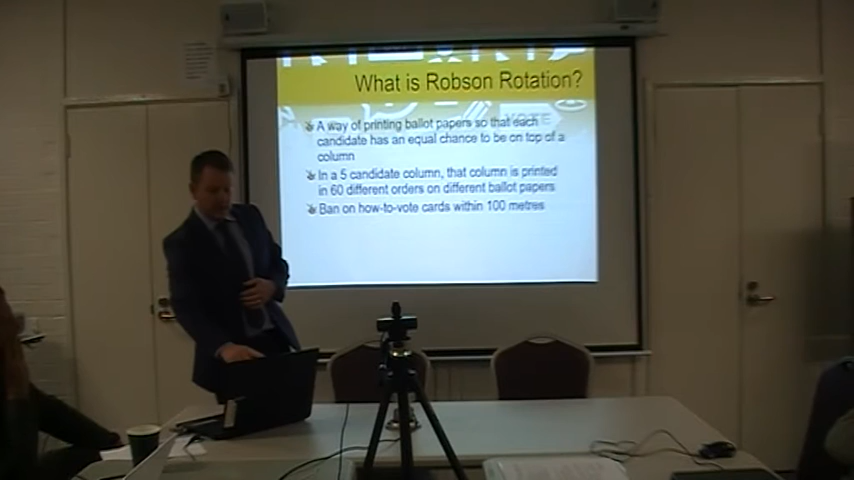 What is Robson Rotation?
VOTE
A way of printing ballot papers so that each
candidate has an equal chance to be on top of a
column
In a 5 candidate column, that column is printed
in 60 different orders on different ballot papers
Ban on how-to-vote cards within 100 metres